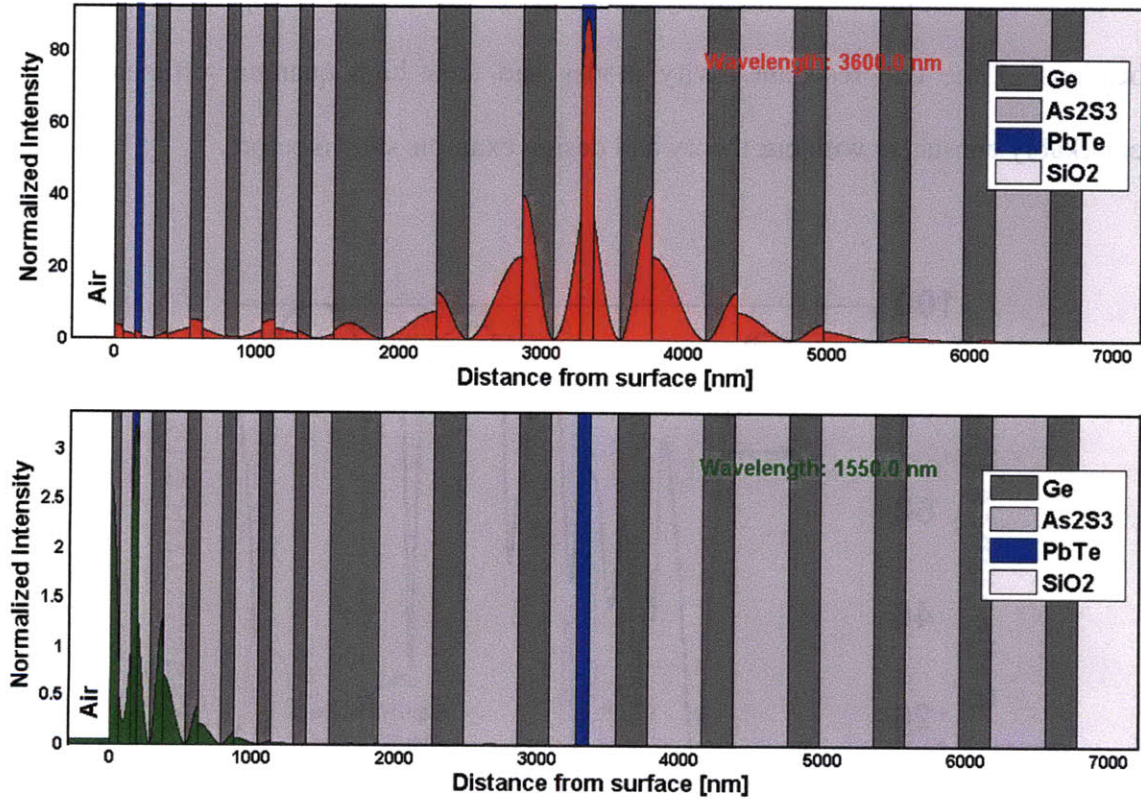 80
60
40
20
0
Normalized Intensity
Air
Wavelength: 3600.0 nm
Ge
As2S3
PbTe
SiO2
0
1000
2000
3000
4000
5000
6000
7000
Distance from surface [nm]
3
2.5
2
1.5
1
0.5
0
Normalized Intensity
Air
Wavelength: 1550.0 nm
Ge
As2S3
PbTe
SiO2
0
1000
2000
3000
4000
5000
6000
7000
Distance from surface [nm]